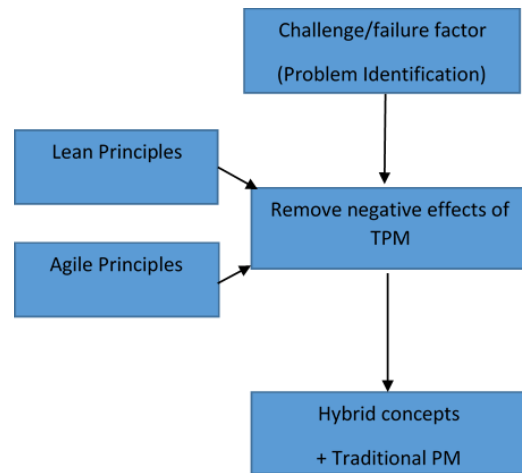 Challenge/failure factor
(Problem Identification)
Lean Principles
Remove negative effects of
TPM
Agile Principles
Hybrid concepts
+ Traditional PM